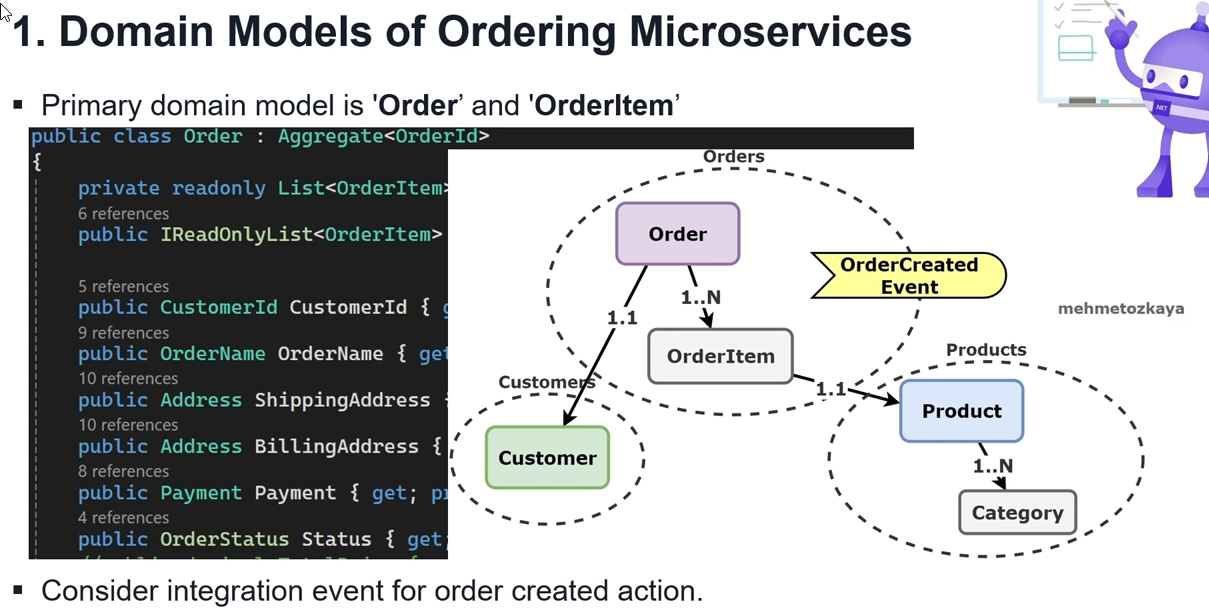 1. Domain Models of Ordering Microservices
▪ Primary domain model is 'Order’ and 'OrderItem’
public class Order : Aggregate<OrderId>
{
private readonly List<OrderItem>
6 references
public IReadOnlyList<OrderItem>
5 references
public CustomerId CustomerId { g
9 references
public OrderName OrderName { get
10 references
public Address ShippingAddress {
10 references
public Address BillingAddress {
8 references
public Payment Payment { get; pr
4 references
public OrderStatus Status { get;
Orders
Order
OrderCreated
Event
1..N
1.1
OrderItem
mehmetozkaya
Products
Customers
1.1
Product
Customer
1..N
Category
.NET
▪ Consider integration event for order created action.